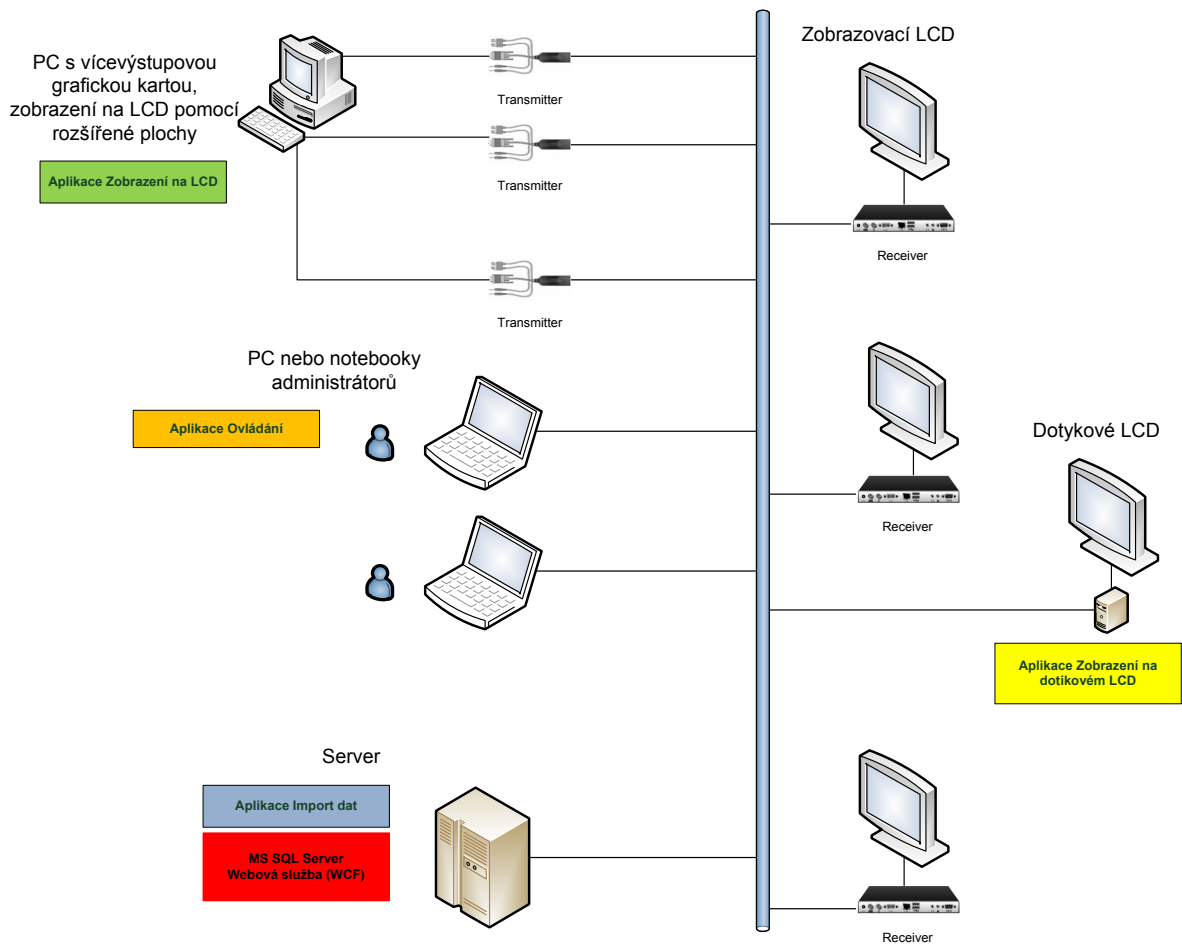 PC s vícevýstupovou
grafickou kartou,
zobrazení na LCD pomocí
rozšířené plochy
Aplikace Zobrazení na LCD
Transmitter
Transmitter
Transmitter
Zobrazovací LCD
Receiver
PC nebo notebooky
administrátorů
Aplikace Ovládání
Receiver
Dotykové LCD
Aplikace Zobrazení na
dotikovém LCD
Server
Aplikace Import dat
MS SQL Server
Webová služba (WCF)
Receiver